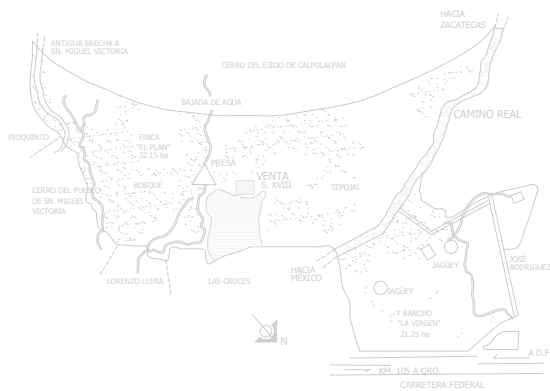 HACIA
ZACATECAS
ANTIGUA BRECHA A
SN. MIGUEL VICTORIA
CERRO DEL EJIDO DE CALPULALPAN
BAJADA DE AGUA
CAMINO REAL
PIOQUINTO
FINCA
"EL PLAN"
32.15 ha
PRESA
VENTA
S. XVIII
BOSQUE
TEPOJAL
CERRO DEL PUEBLO
DE SN. MIGUEL
VICTORIA
JOSÉ
RODRIGUEZ
JAGÜEY
HACIA
MÉXICO
LORENZO LLERA
LAS CRUCES
JAGÜEY
RANCHO
"LA VIRGEN"
21.25 ha
N
A D.F.
KM. 105 A QRO.
CARRETERA FEDERAL